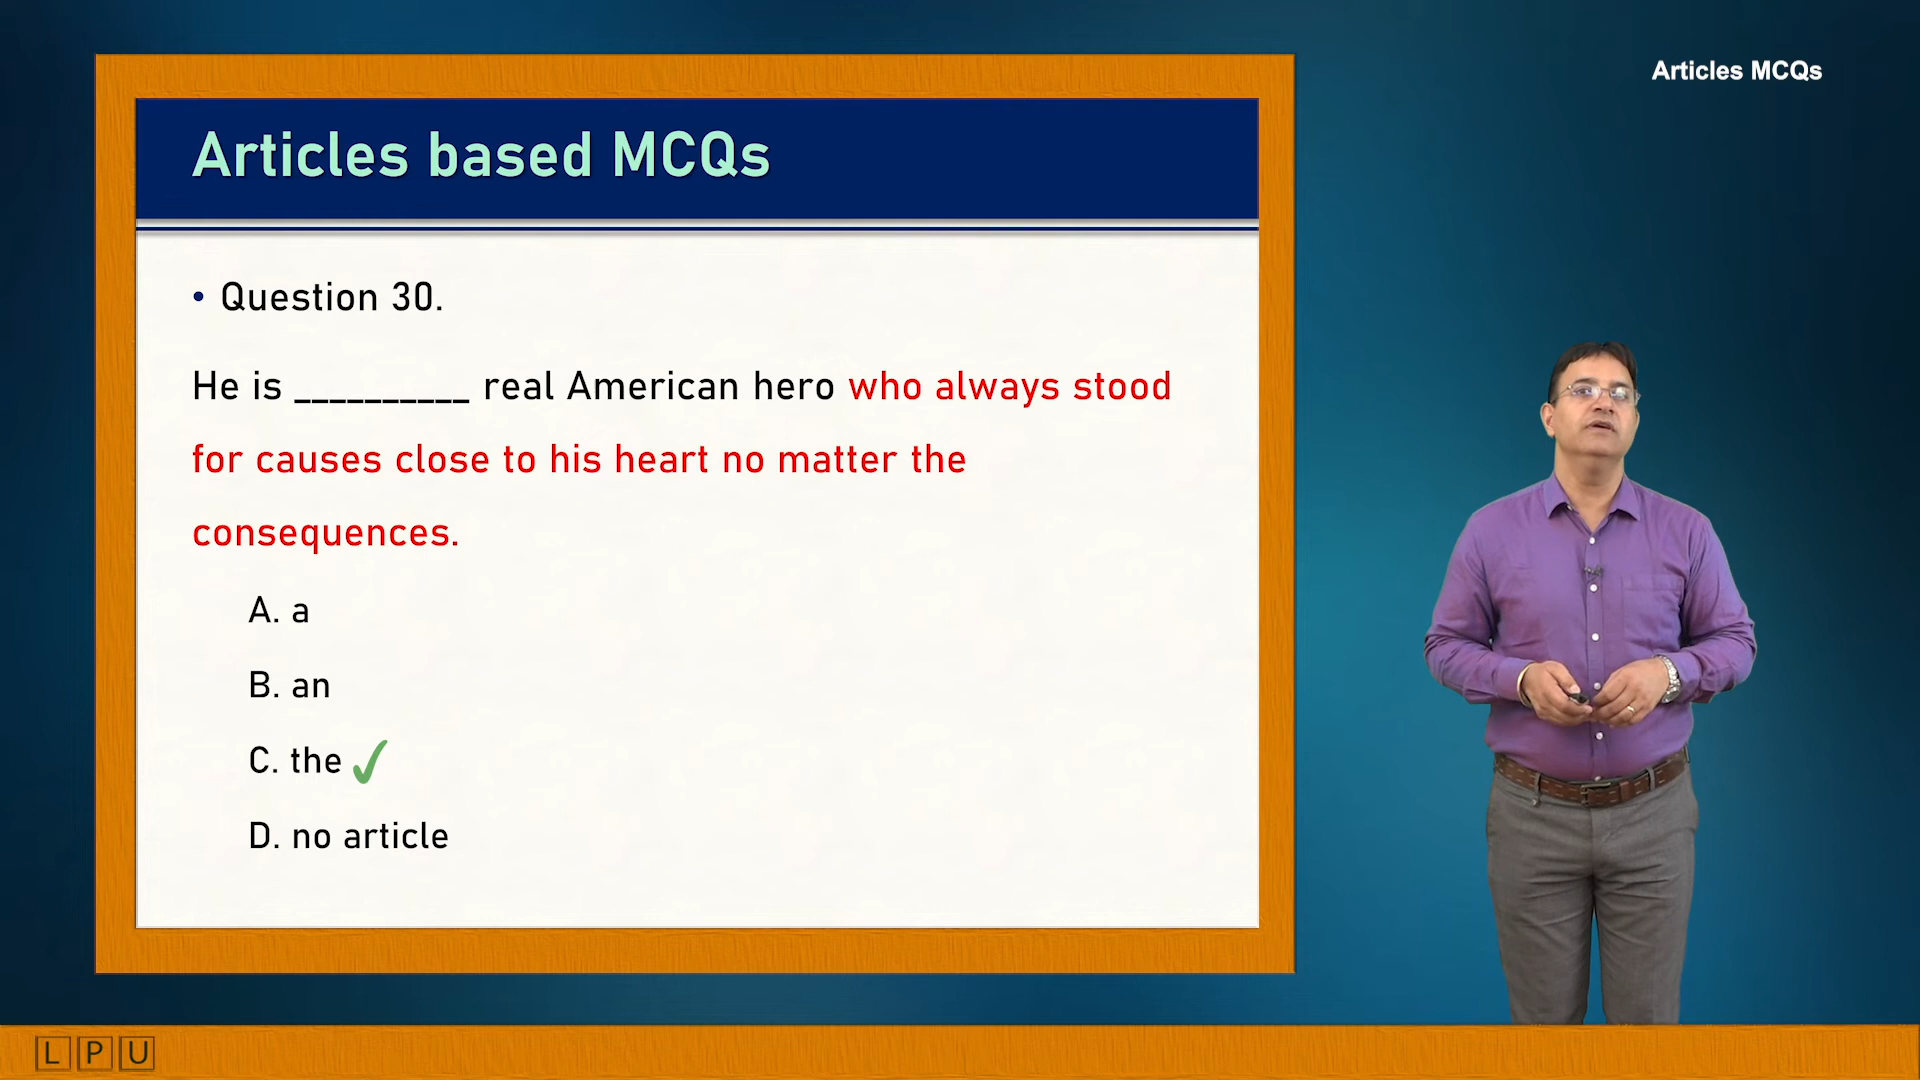 Articles MCQs
Articles based MCQs
• Question 30.
He is __________ real American hero who always stood
for causes close to his heart no matter the
consequences.
A. a
B. an
C. the
D. no article
L P U